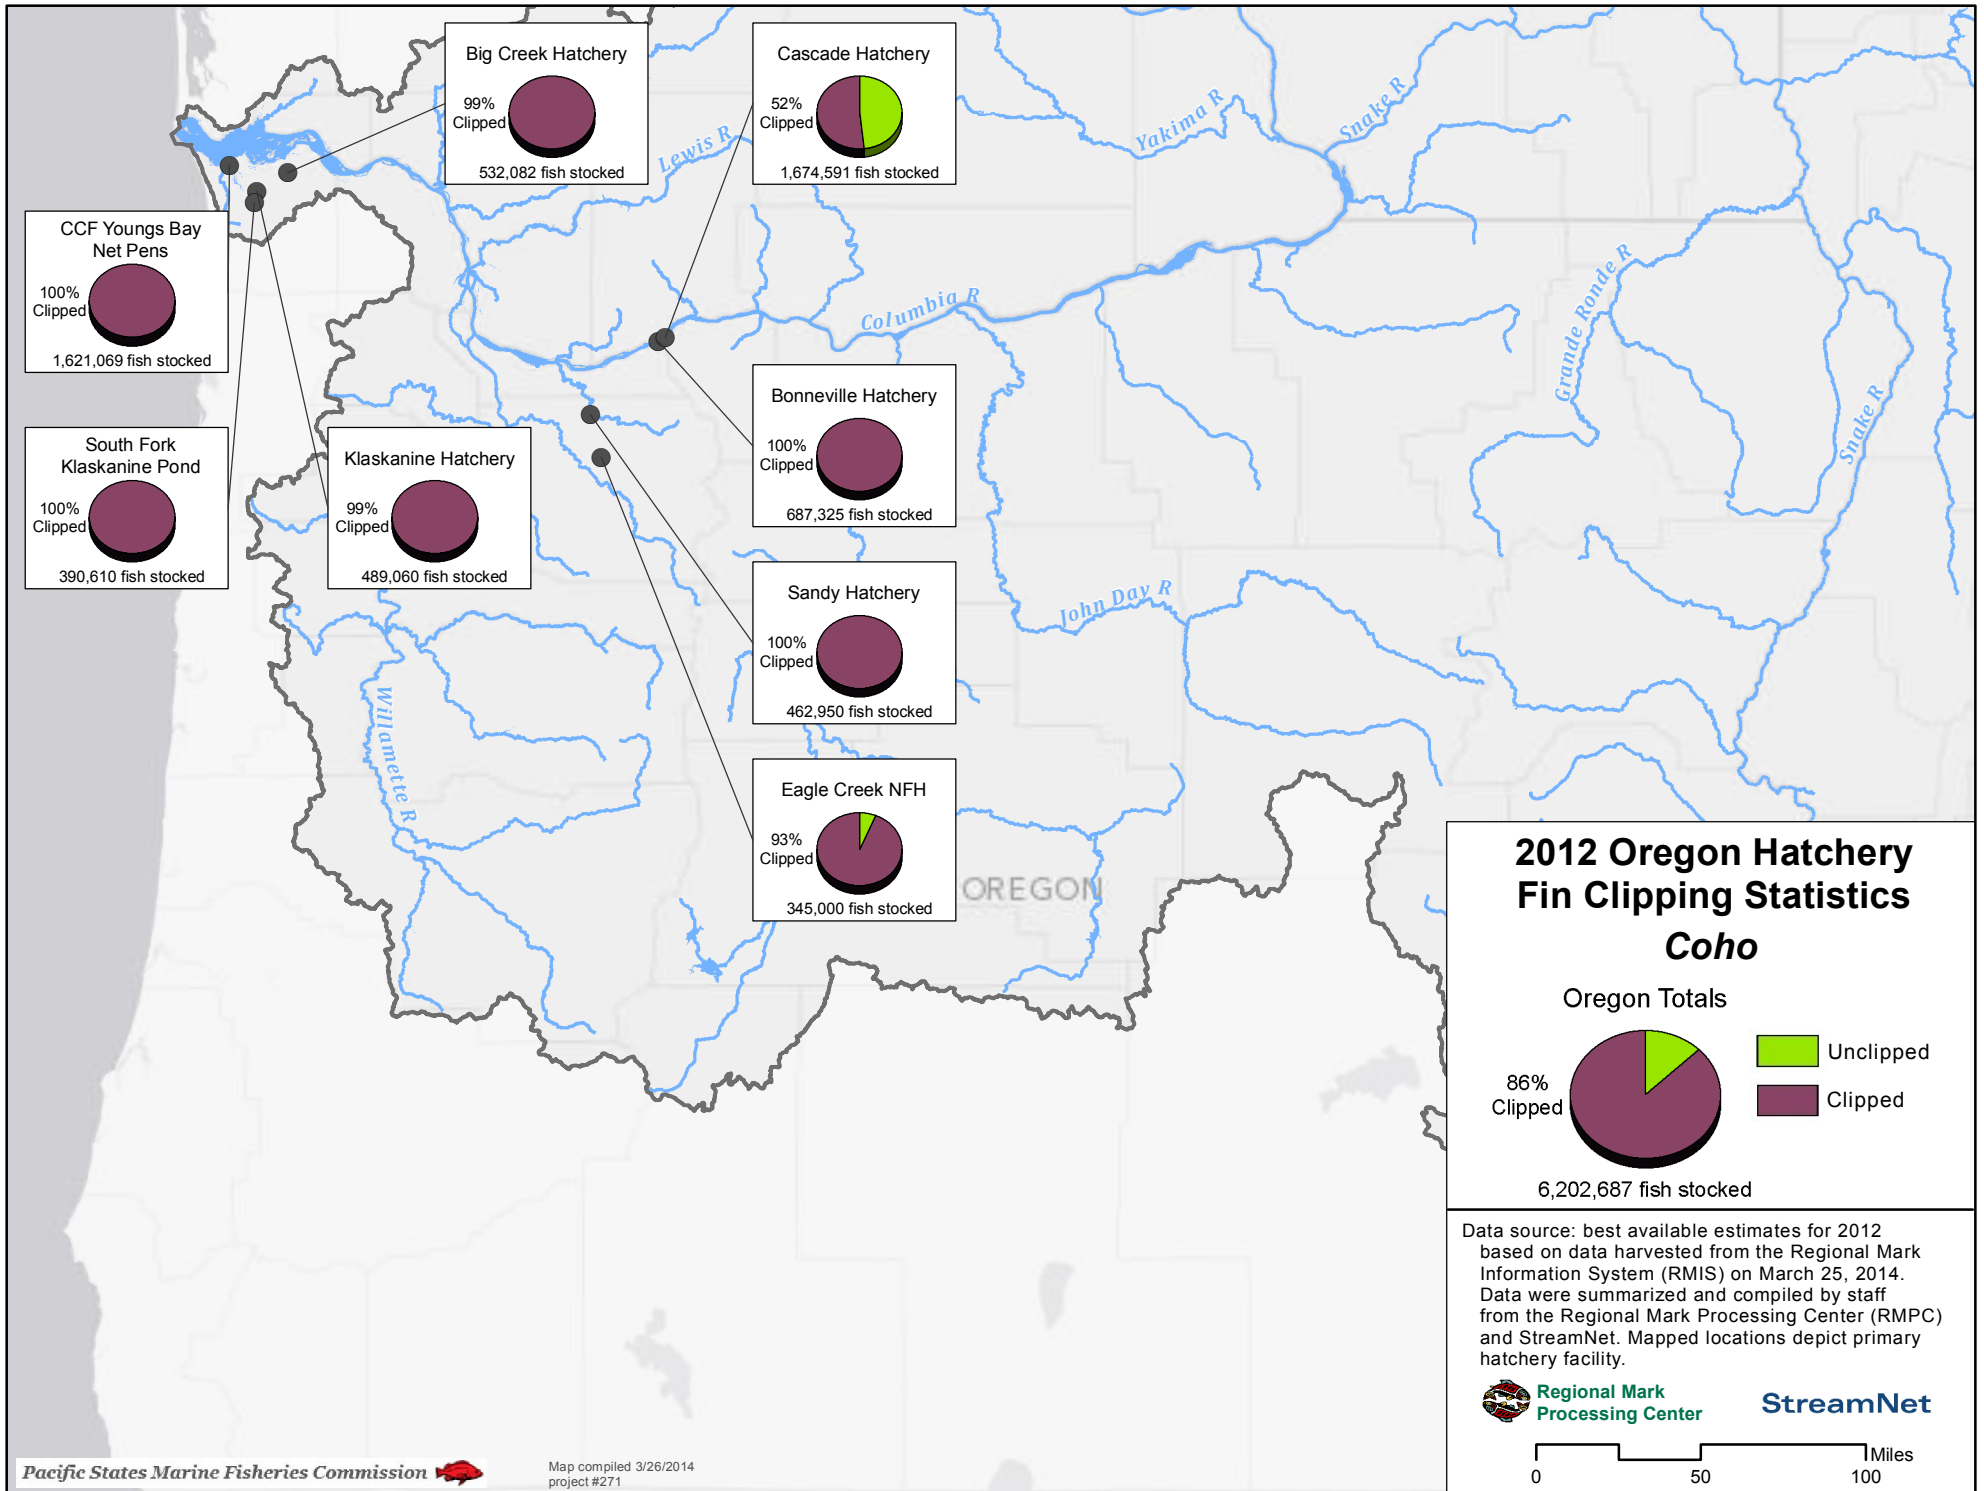 Big Creek Hatchery
99%
Clipped
532,082 fish stocked
Cascade Hatchery
52%
Clipped
1,674,591 fish stocked
Lewis R
Yakima R
Snake R
CCF Youngs Bay
Net Pens
100%
Clipped
1,621,069 fish stocked
Columbia R
Grande Ronde R
Snake R
Bonneville Hatchery
100%
Clipped
687,325 fish stocked
South Fork
Klaskanine Pond
100%
Clipped
390,610 fish stocked
Klaskanine Hatchery
99%
Clipped
489,060 fish stocked
Sandy Hatchery
100%
Clipped
462,950 fish stocked
John Day R
Willamette R
Eagle Creek NFH
93%
Clipped
345,000 fish stocked
OREGON
2012 Oregon Hatchery
Fin Clipping Statistics
Coho
Oregon Totals
86%
Clipped
Unclipped
Clipped
6,202,687 fish stocked
Data source: best available estimates for 2012
based on data harvested from the Regional Mark
Information System (RMIS) on March 25, 2014.
Data were summarized and compiled by staff
from the Regional Mark Processing Center (RMPC)
and StreamNet. Mapped locations depict primary
hatchery facility.
Regional Mark
Processing Center
StreamNet
Miles
0 50 100
Pacific States Marine Fisheries Commission
Map compiled 3/26/2014
project #271